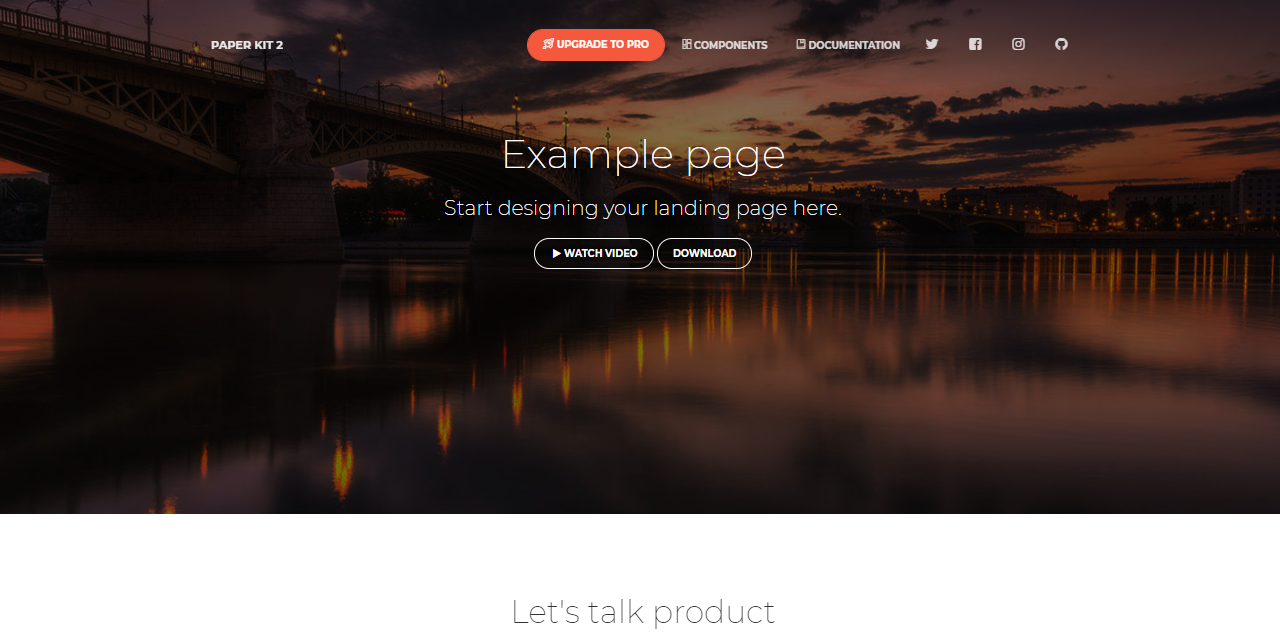 PAPER KIT 2
UPGRADE TO PRO
COMPONENTS
DOCUMENTATION
Example page
Start designing your landing page here.
WATCH VIDEO
DOWNLOAD
Let's talk product